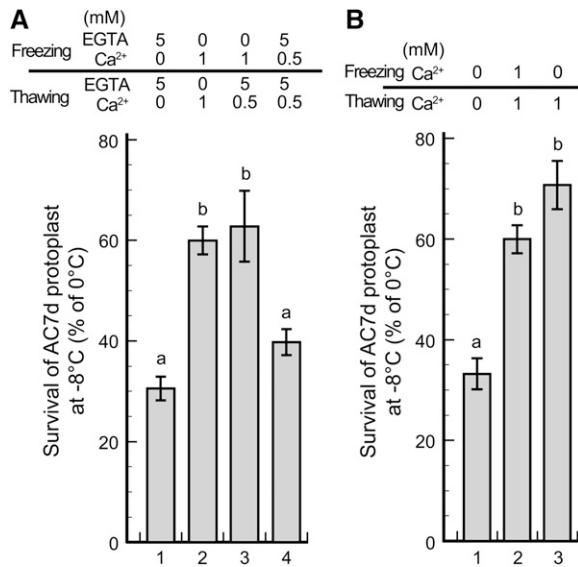 A
(mM)
Freezing EGTA 5 0 0 5
Ca²⁺ 0 1 1 0.5
Thawing EGTA 5 0 5 5
Ca²⁺ 0 1 0.5 0.5
Survival of AC7d protoplast
at -8°C (% of 0°C)
80
60
40
20
0
a
b
b
a
1 2 3 4
B
(mM)
Freezing Ca²⁺ 0 1 0
Thawing Ca²⁺ 0 1 1
Survival of AC7d protoplast
at -8°C (% of 0°C)
80
60
40
20
0
a
b
b
1 2 3